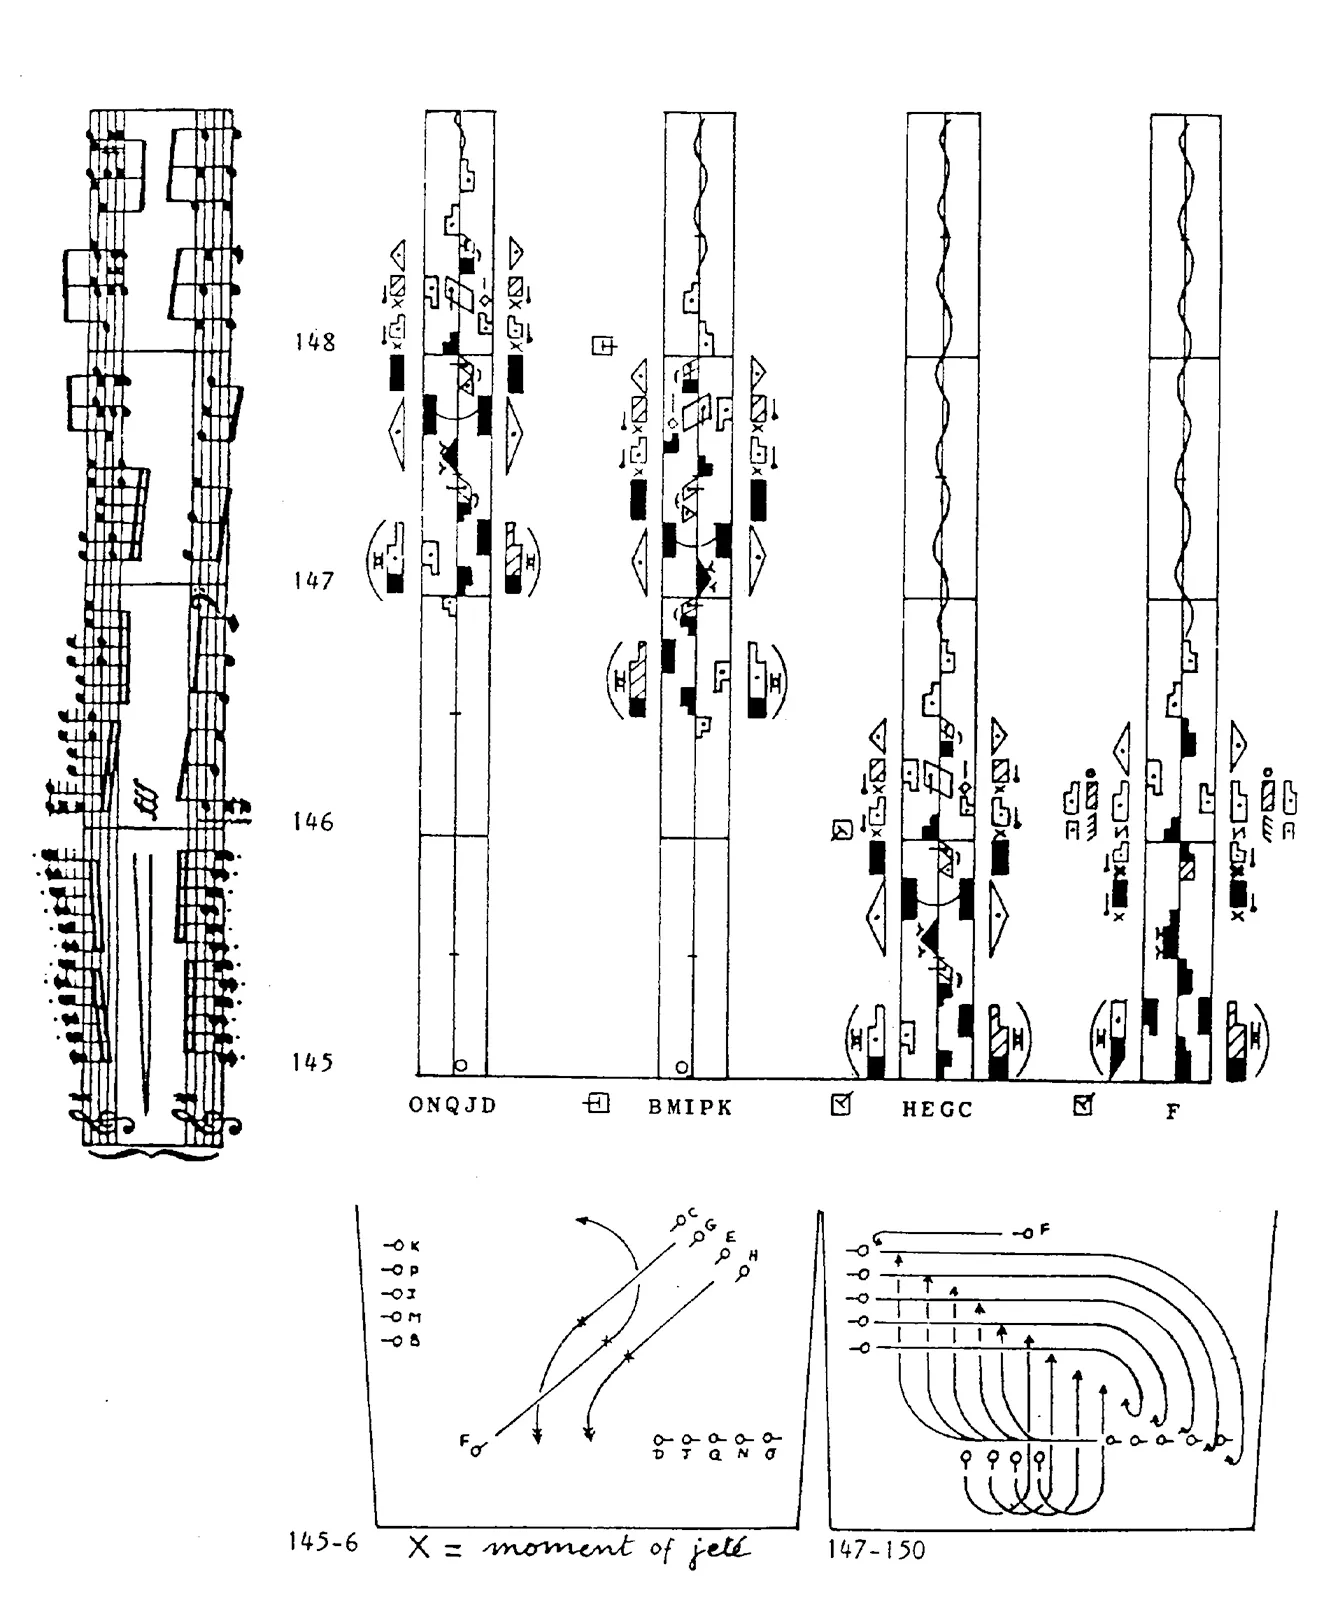 fff
148
147
146
145
ONQJD BMIPK HEGC F
C
G
E
H
K
P
I
M
B
F
D J Q N O
F
145-6 X = moment of jeté 147-150